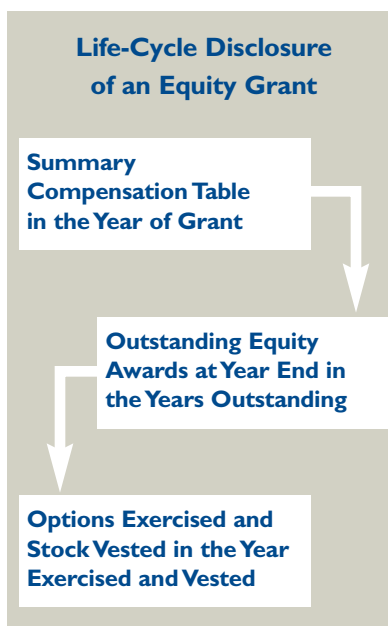 Life-Cycle Disclosure
of an Equity Grant
Summary
Compensation Table
in the Year of Grant
Outstanding Equity
Awards at Year End in
the Years Outstanding
Options Exercised and
Stock Vested in the Year
Exercised and Vested